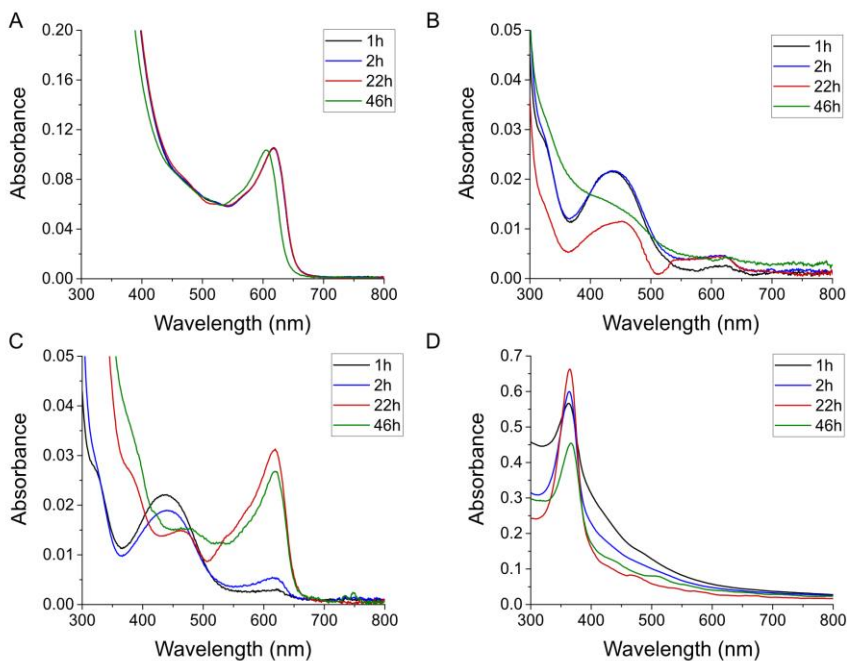 A
0.20
0.16
0.12
0.08
0.04
0.00
300 400 500 600 700 800
Wavelength (nm)
Absorbance
1h
2h
22h
46h
B
0.05
0.04
0.03
0.02
0.01
0.00
300 400 500 600 700 800
Wavelength (nm)
Absorbance
1h
2h
22h
46h
C
0.05
0.04
0.03
0.02
0.01
0.00
300 400 500 600 700 800
Wavelength (nm)
Absorbance
1h
2h
22h
46h
D
0.7
0.6
0.5
0.4
0.3
0.2
0.1
0.0
300 400 500 600 700 800
Wavelength (nm)
Absorbance
1h
2h
22h
46h